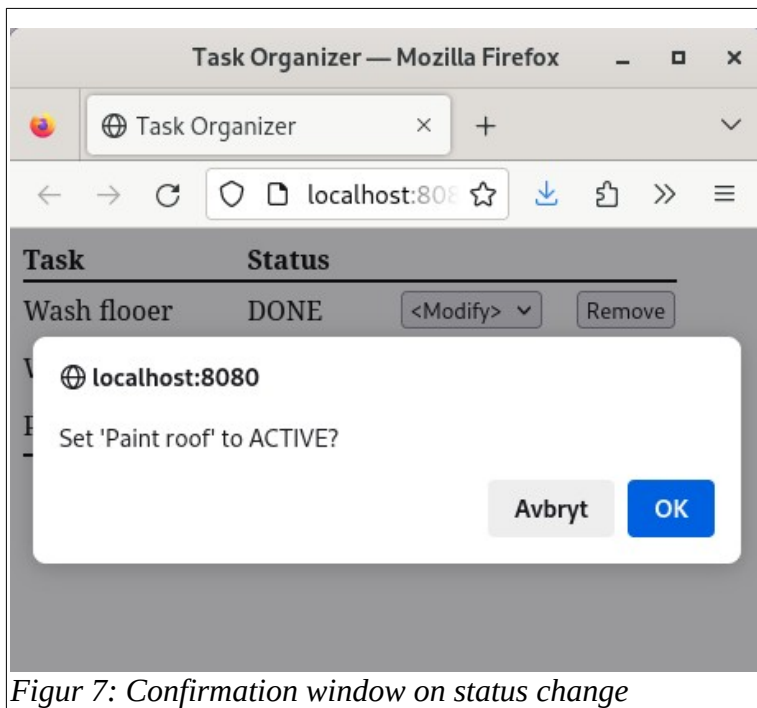 Task Organizer — Mozilla Firefox
Task Organizer
localhost:808
Task Status
Wash flooer DONE <Modify> Remove
localhost:8080
Set 'Paint roof' to ACTIVE?
Avbryt OK
Figur 7: Confirmation window on status change